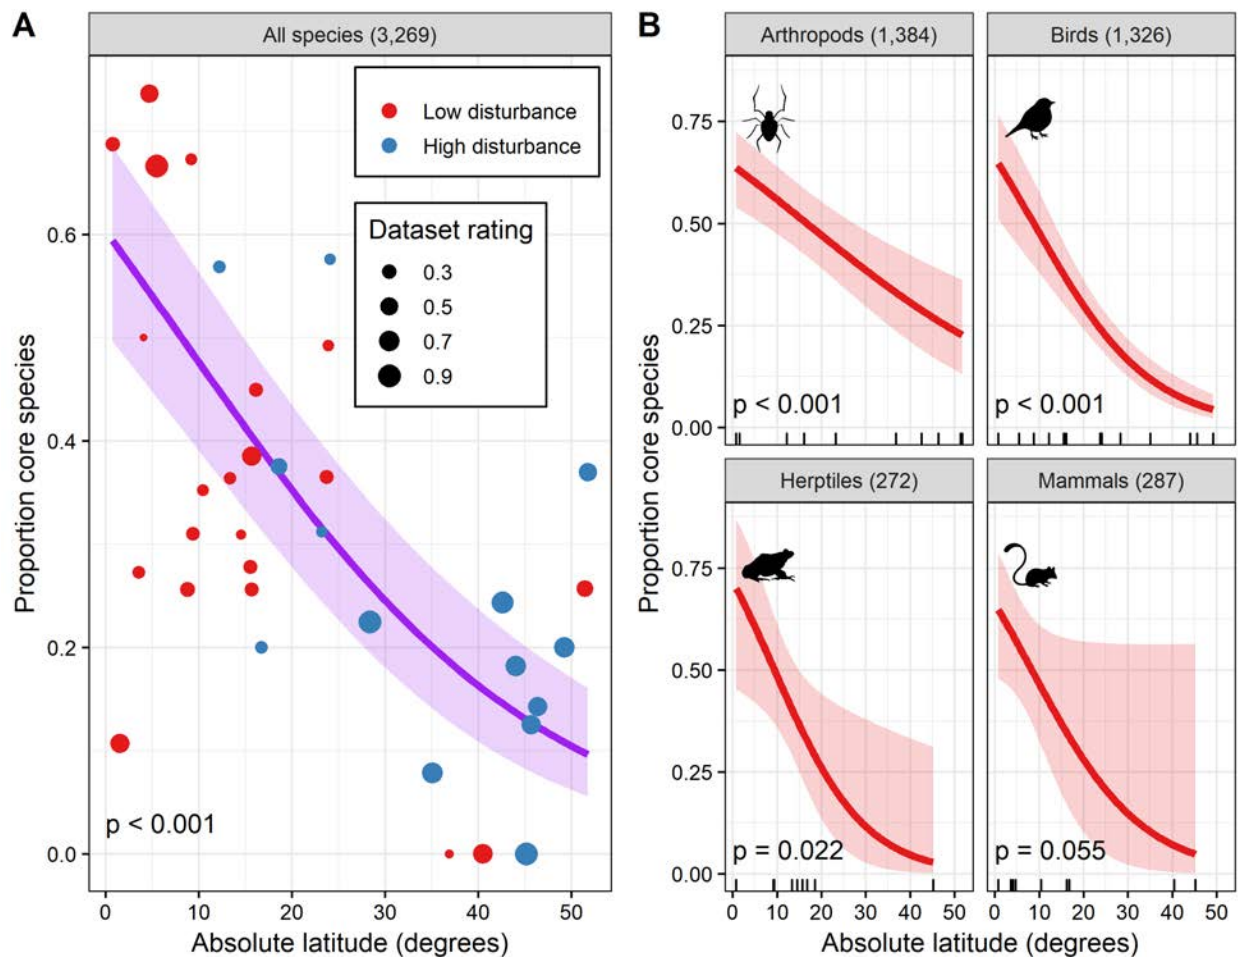 A
All species (3,269)
Low disturbance
High disturbance
Dataset rating
0.3
0.5
0.7
0.9
0.6
0.4
0.2
0.0
Proportion core species
p < 0.001
0 10 20 30 40 50
Absolute latitude (degrees)
B
Arthropods (1,384)
Birds (1,326)
0.75
0.50
0.25
0.00
p < 0.001
p < 0.001
Proportion core species
Herptiles (272)
Mammals (287)
0.75
0.50
0.25
0.00
p = 0.022
p = 0.055
0 10 20 30 40 50
0 10 20 30 40 50
Absolute latitude (degrees)